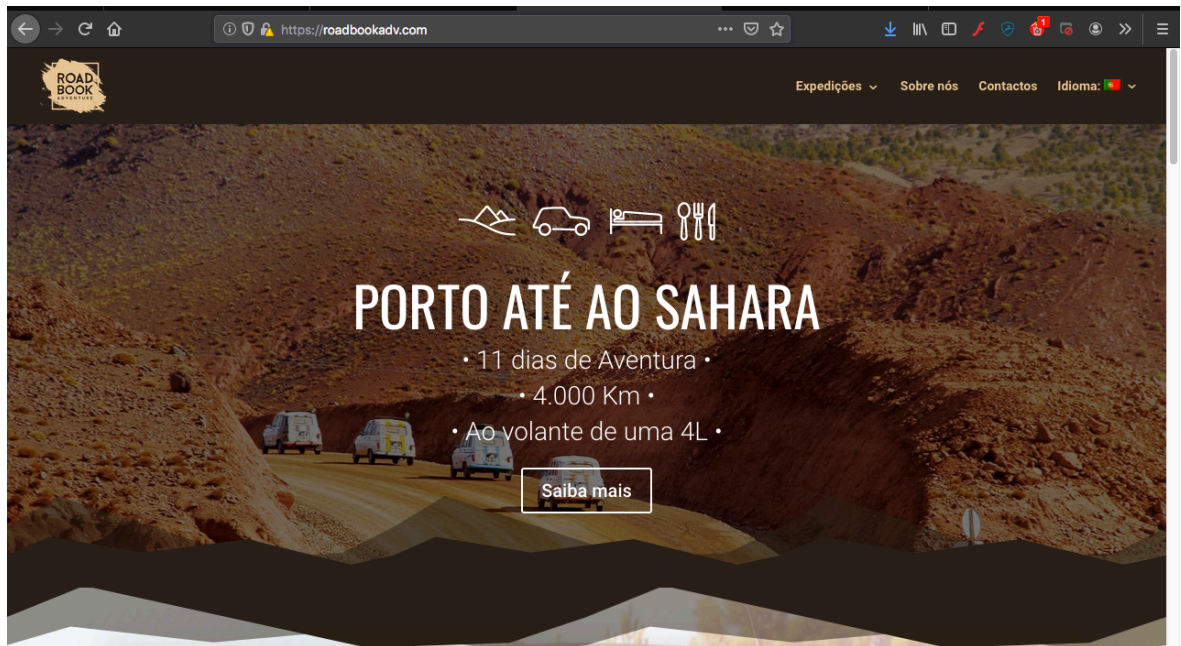 https://roadbookadv.com
1
ROAD
BOOK
ADVENTURE
Expedições
Sobre nós
Contactos
Idioma:
PORTO ATÉ AO SAHARA
• 11 dias de Aventura •
• 4.000 Km •
• Ao volante de uma 4L •
Saiba mais